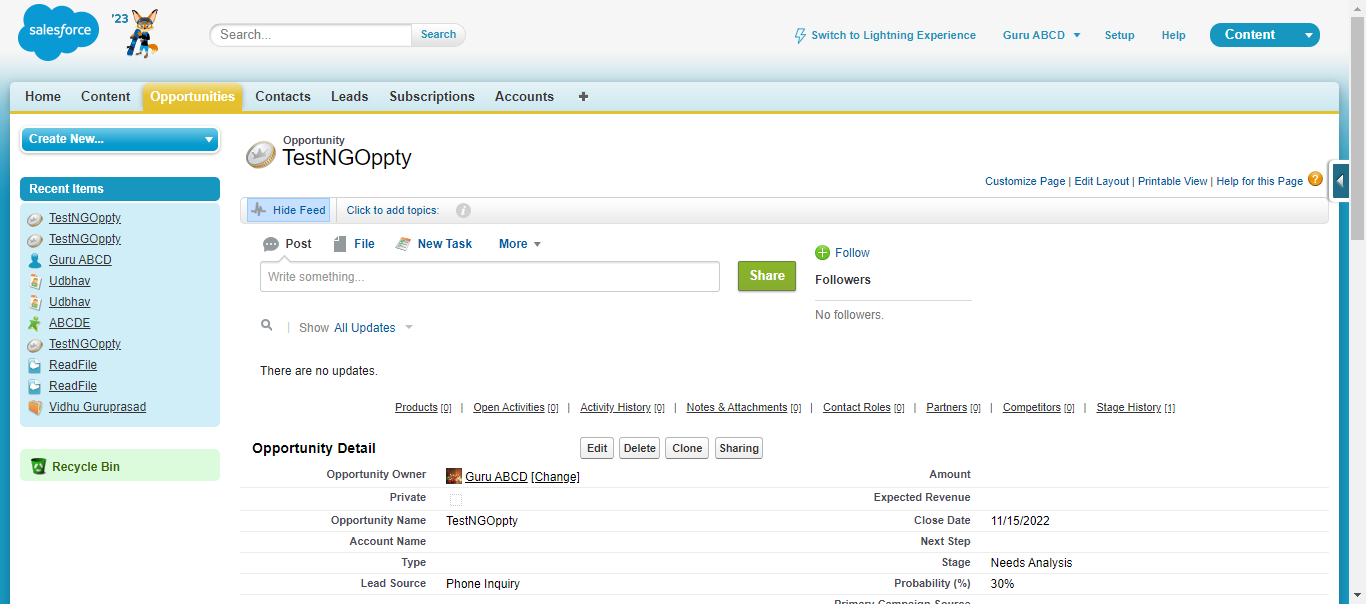 salesforce
'23
Search...
Search
Switch to Lightning Experience
Guru ABCD
Setup
Help
Content
Home
Content
Opportunities
Contacts
Leads
Subscriptions
Accounts
+
Create New...
Recent Items
TestNGOppty
TestNGOppty
Guru ABCD
Udbhav
Udbhav
ABCDE
TestNGOppty
ReadFile
ReadFile
Vidhu Guruprasad
Recycle Bin
Opportunity
TestNGOppty
Customize Page | Edit Layout | Printable View | Help for this Page ?
Hide Feed
Click to add topics: i
Post
File
New Task
More
Write something...
Share
Follow
Followers
No followers.
Show All Updates
There are no updates.
Products [0] | Open Activities [0] | Activity History [0] | Notes & Attachments [0] | Contact Roles [0] | Partners [0] | Competitors [0] | Stage History [1]
Opportunity Detail
Edit
Delete
Clone
Sharing
Opportunity Owner Guru ABCD [Change] Amount
Private Expected Revenue
Opportunity Name TestNGOppty Close Date 11/15/2022
Account Name Next Step
Type Stage Needs Analysis
Lead Source Phone Inquiry Probability (%) 30%
Primary Campaign Source